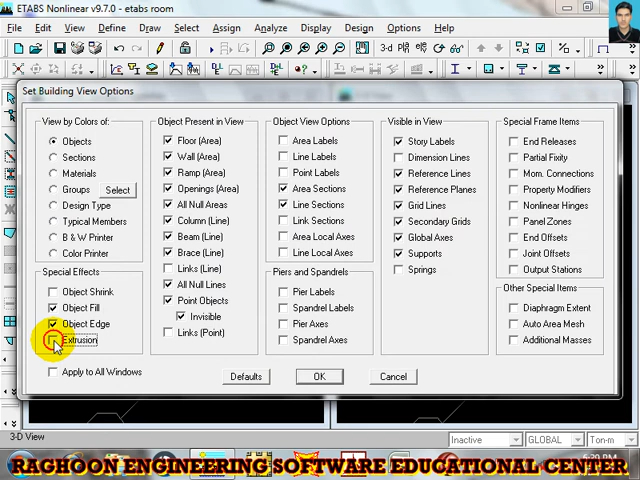 ETABS Nonlinear v9.7.0 - etabs room
File Edit View Define Draw Select Assign Analyze Display Design Options Help
3-d
Set Building View Options
View by Colors of:
Objects
Sections
Materials
Groups Select
Design Type
Typical Members
B & W Printer
Color Printer
Special Effects
Object Shrink
Object Fill
Object Edge
Extrusion
Apply to All Windows
Object Present in View
Floor (Area)
Wall (Area)
Ramp (Area)
Openings (Area)
All Null Areas
Column (Line)
Beam (Line)
Brace (Line)
Links (Line)
All Null Lines
Point Objects
Invisible
Links (Point)
Object View Options
Area Labels
Line Labels
Point Labels
Area Sections
Line Sections
Link Sections
Area Local Axes
Line Local Axes
Piers and Spandrels
Pier Labels
Spandrel Labels
Pier Axes
Spandrel Axes
Visible in View
Story Labels
Dimension Lines
Reference Lines
Reference Planes
Grid Lines
Secondary Grids
Global Axes
Supports
Springs
Special Frame Items
End Releases
Partial Fixity
Mom. Connections
Property Modifiers
Nonlinear Hinges
Panel Zones
End Offsets
Joint Offsets
Output Stations
Other Special Items
Diaphragm Extent
Auto Area Mesh
Additional Masses
Defaults OK Cancel
3-D View Inactive GLOBAL Ton-m
RAGHOON ENGINEERING SOFTWARE EDUCATIONAL CENTER